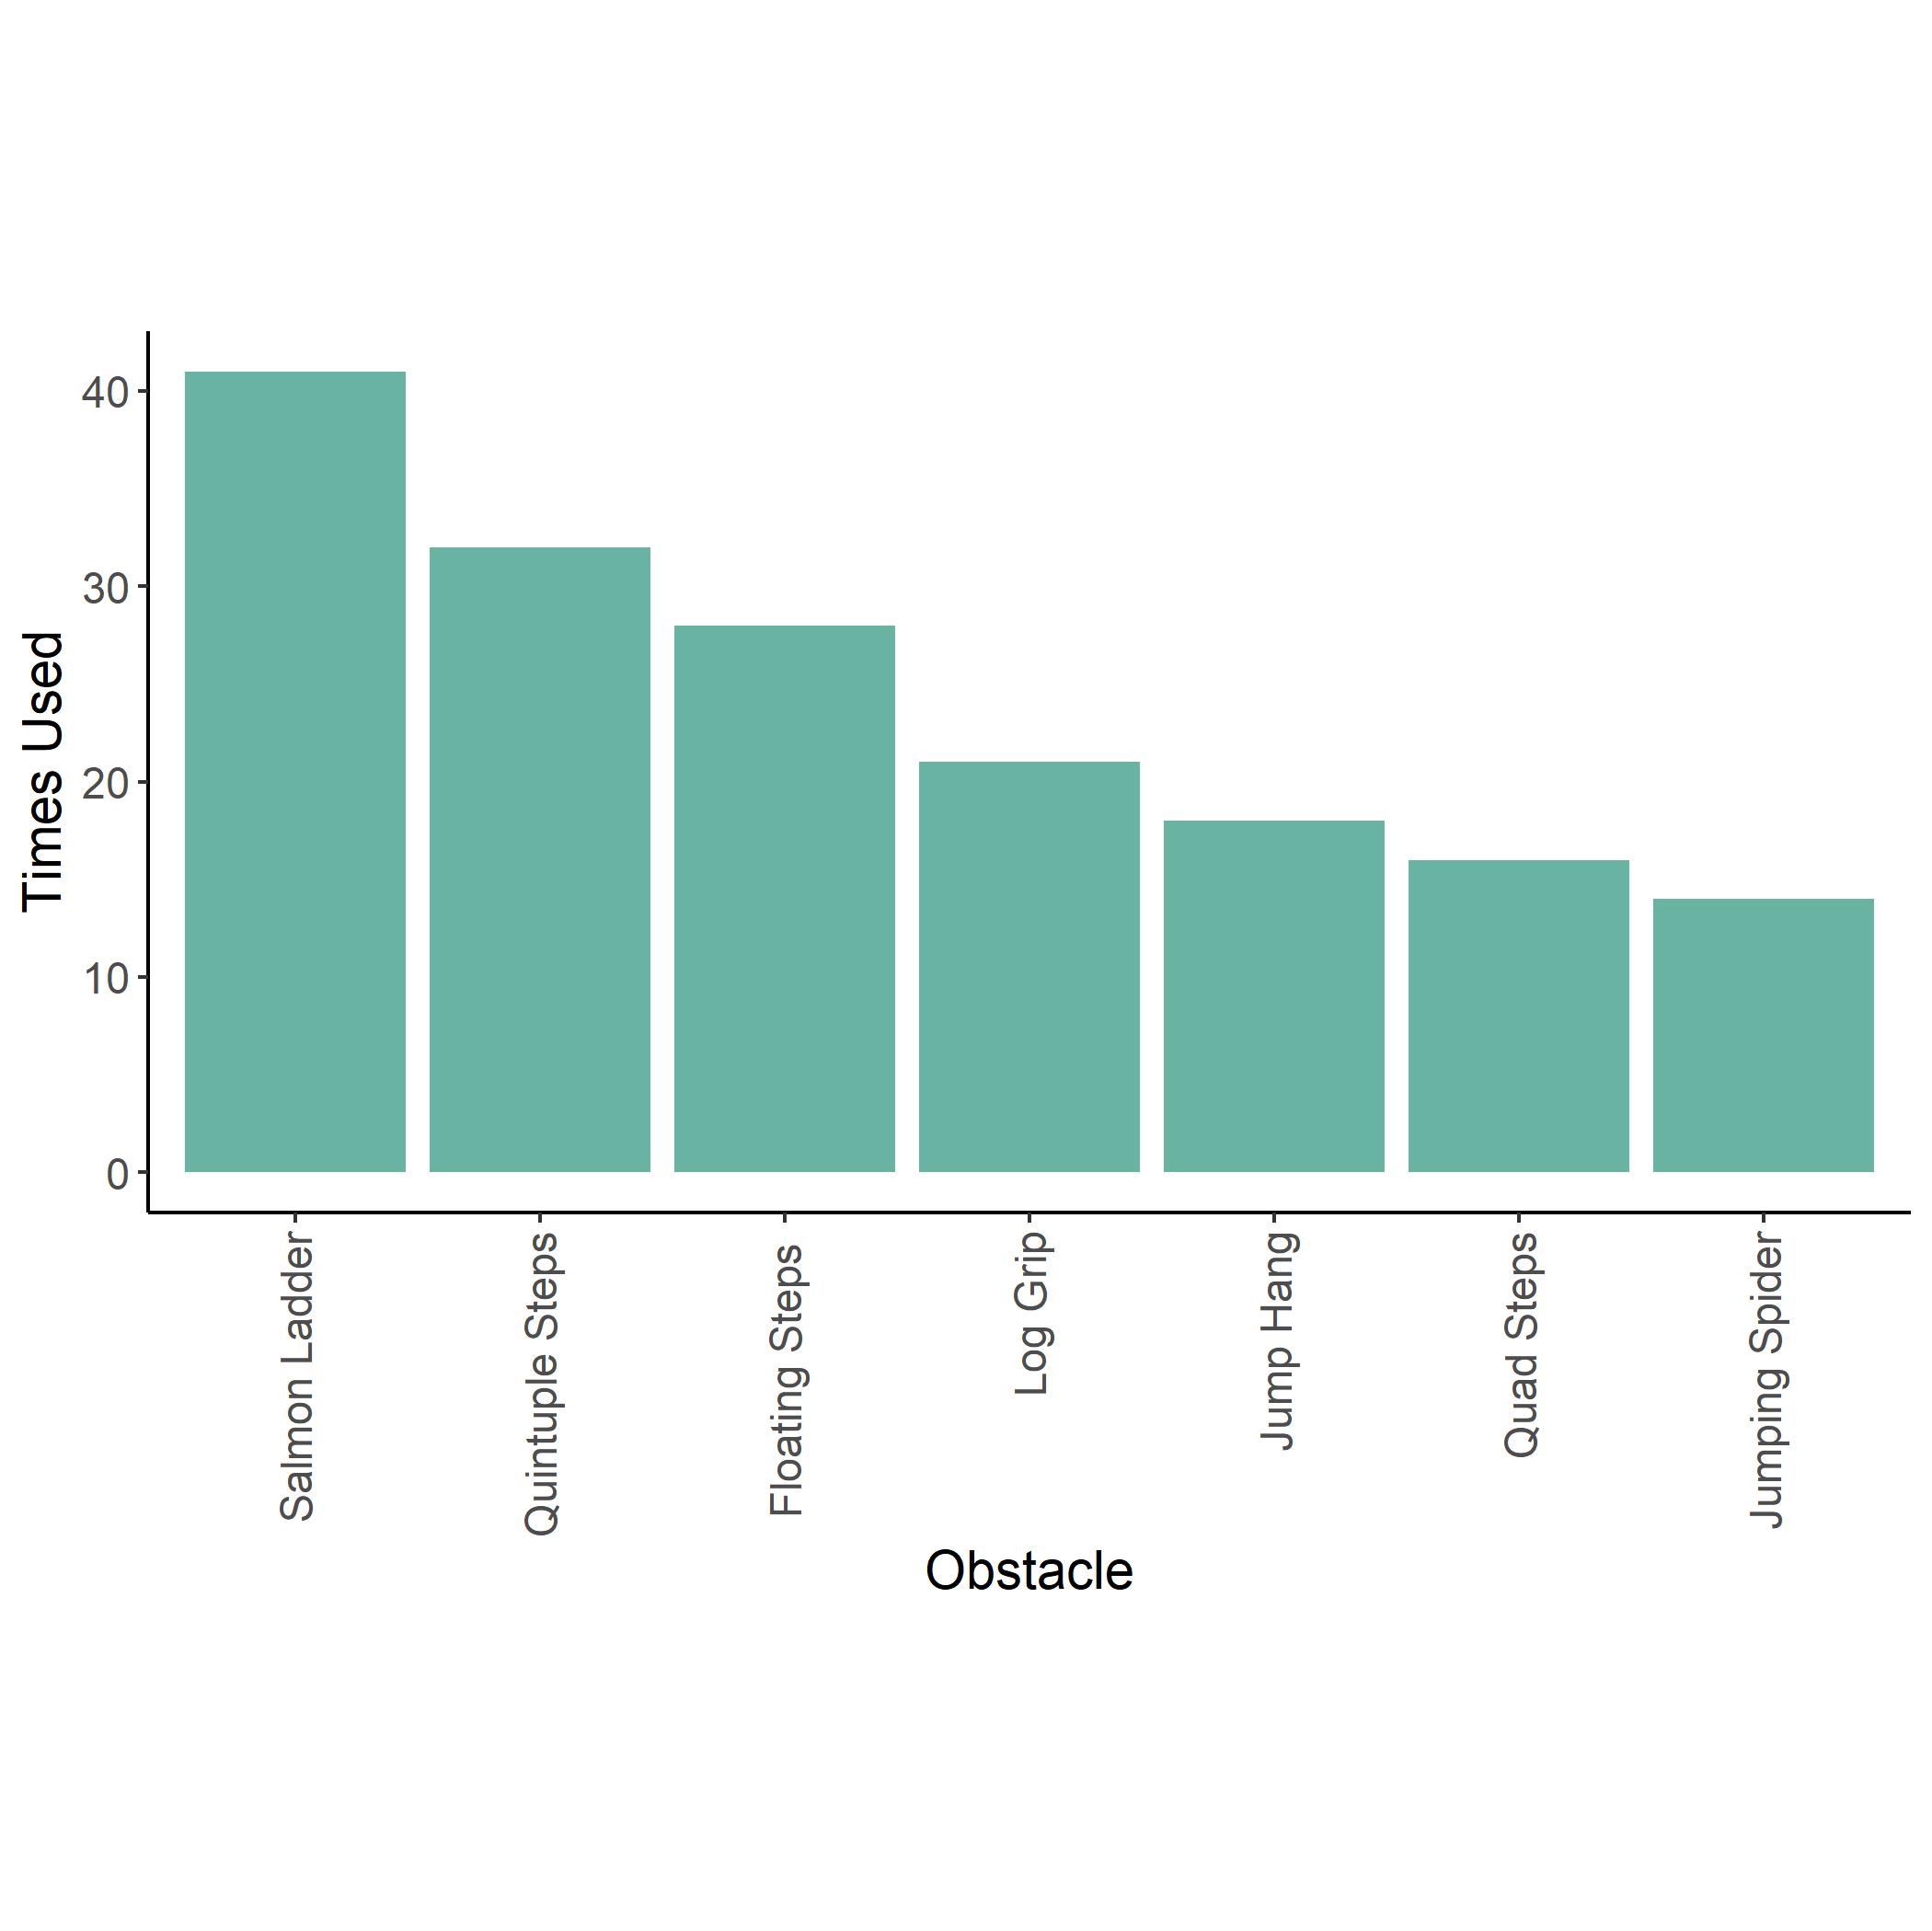 Times Used
40
30
20
10
0
Salmon Ladder
Quintuple Steps
Floating Steps
Log Grip
Jump Hang
Quad Steps
Jumping Spider
Obstacle